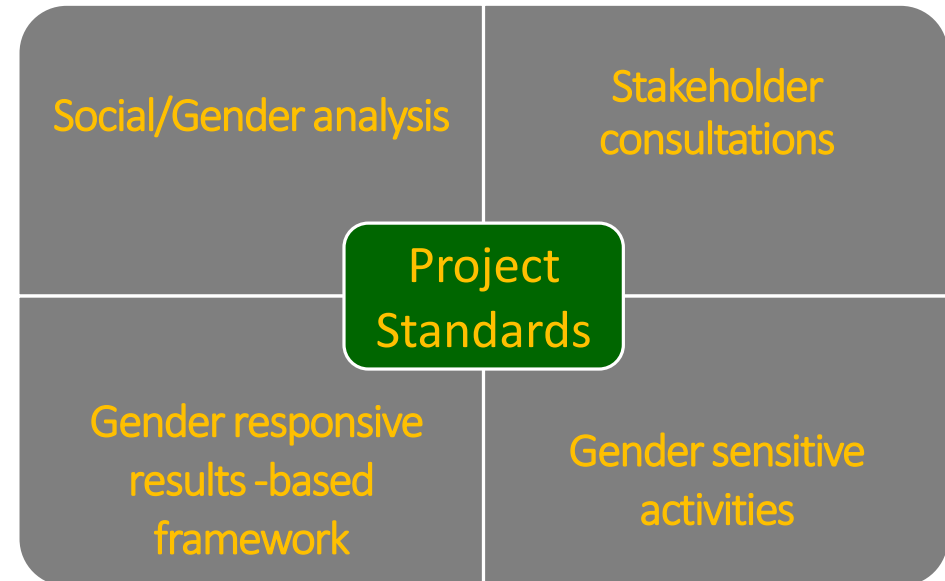 Social/Gender analysis
Stakeholder
consultations
Project
Standards
Gender responsive
results -based
framework
Gender sensitive
activities